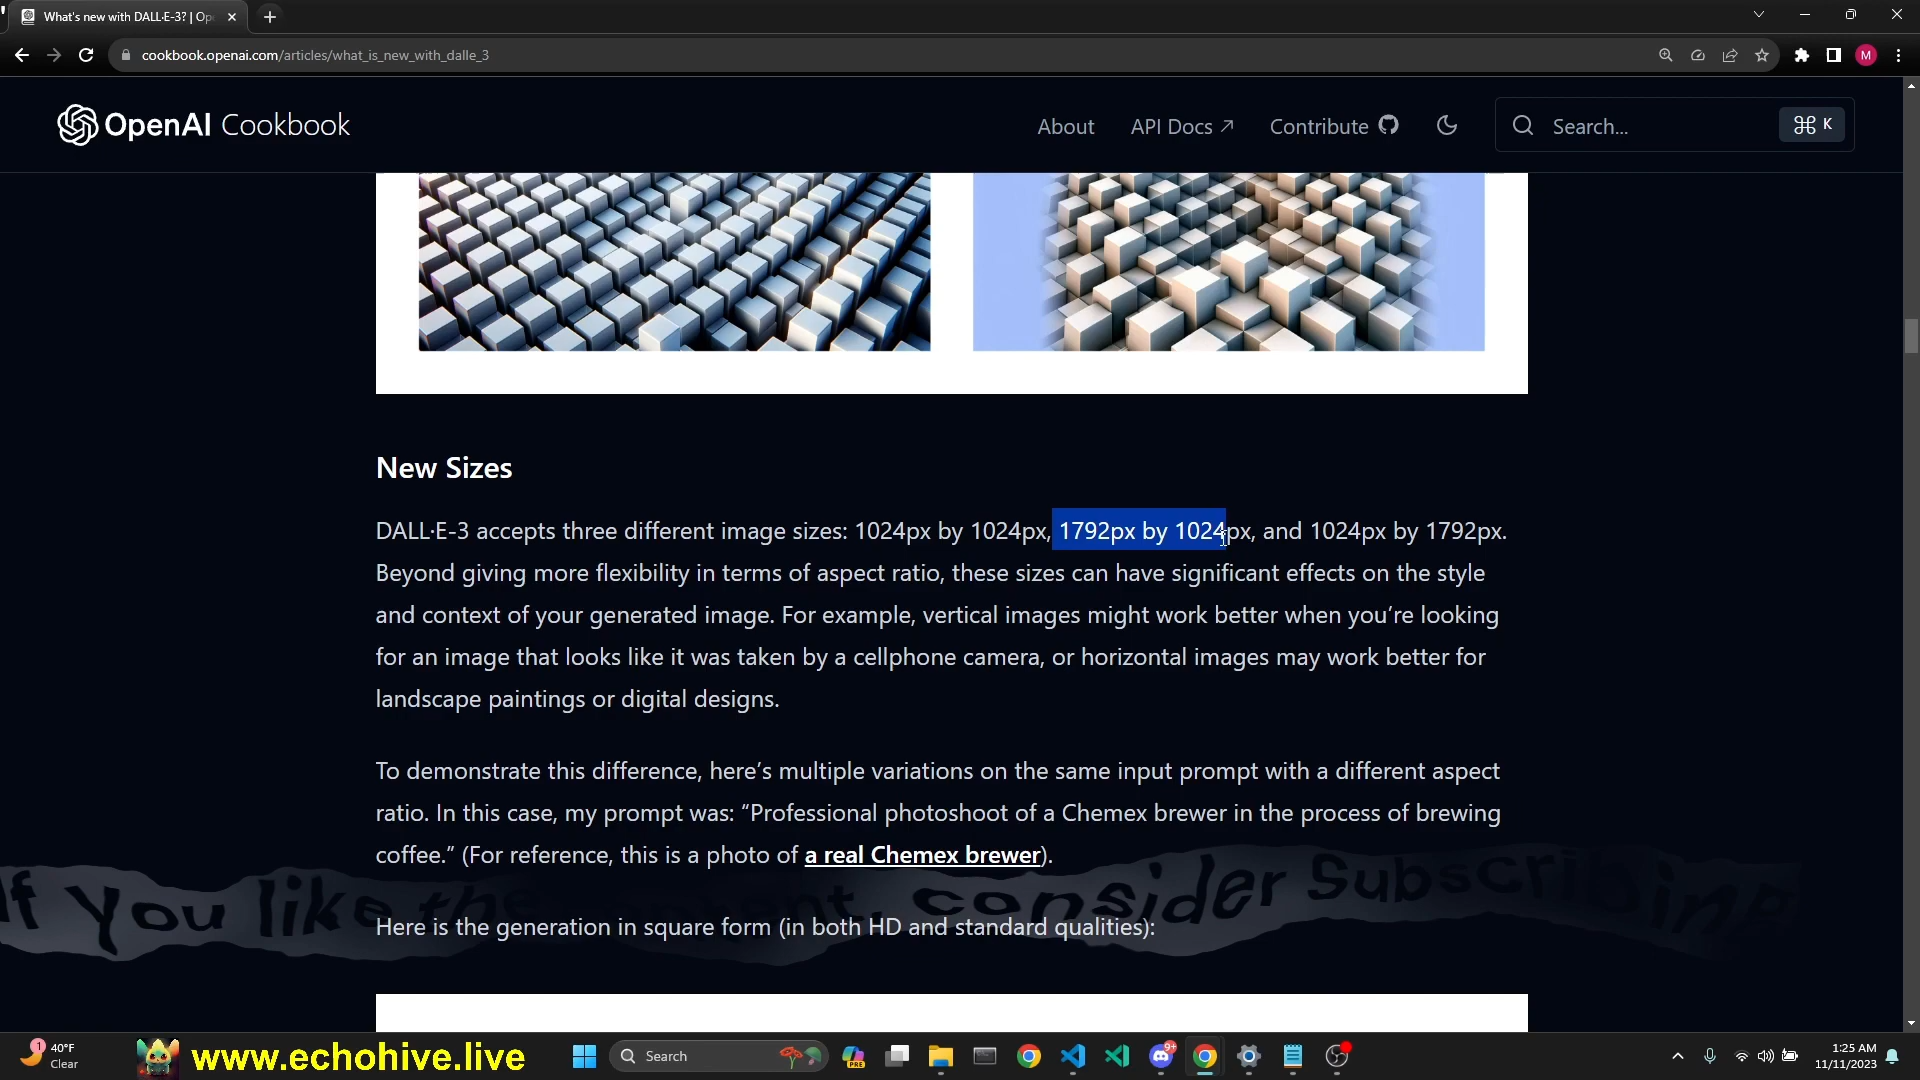 What's new with DALL·E-3? | Op
cookbook.openai.com/articles/what_is_new_with_dalle_3
M
OpenAI Cookbook
About
API Docs
Contribute
Search...
⌘ K
New Sizes
DALL·E-3 accepts three different image sizes: 1024px by 1024px, 1792px by 1024px, and 1024px by 1792px.
Beyond giving more flexibility in terms of aspect ratio, these sizes can have significant effects on the style
and context of your generated image. For example, vertical images might work better when you’re looking
for an image that looks like it was taken by a cellphone camera, or horizontal images may work better for
landscape paintings or digital designs.
To demonstrate this difference, here’s multiple variations on the same input prompt with a different aspect
ratio. In this case, my prompt was: “Professional photoshoot of a Chemex brewer in the process of brewing
coffee.” (For reference, this is a photo of a real Chemex brewer).
If You like the content, consider Subscribing
Here is the generation in square form (in both HD and standard qualities):
1
40°F
Clear
www.echohive.live
Search
PRE
9+
1:25 AM
11/11/2023